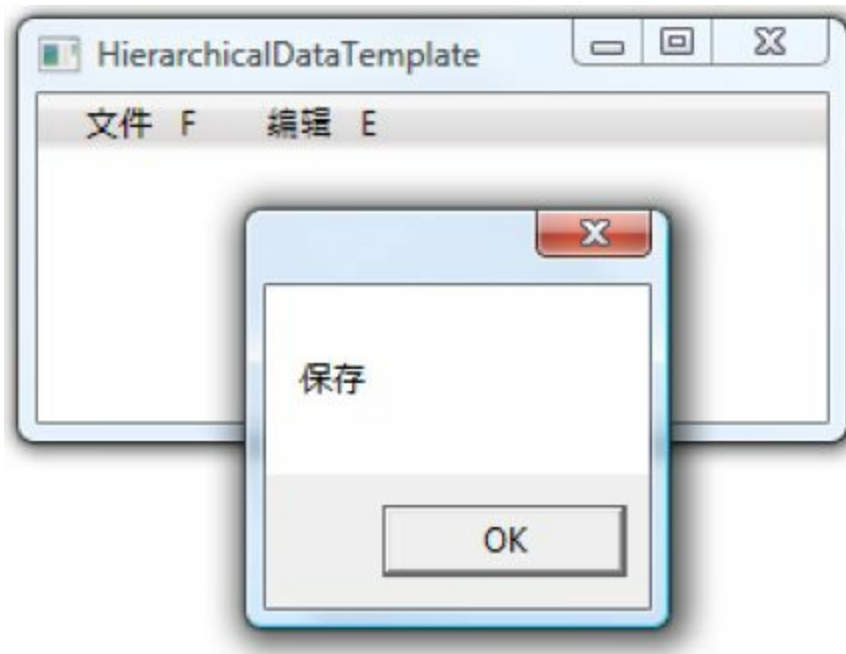 HierarchicalDataTemplate
文件 F 编辑 E
保存
OK